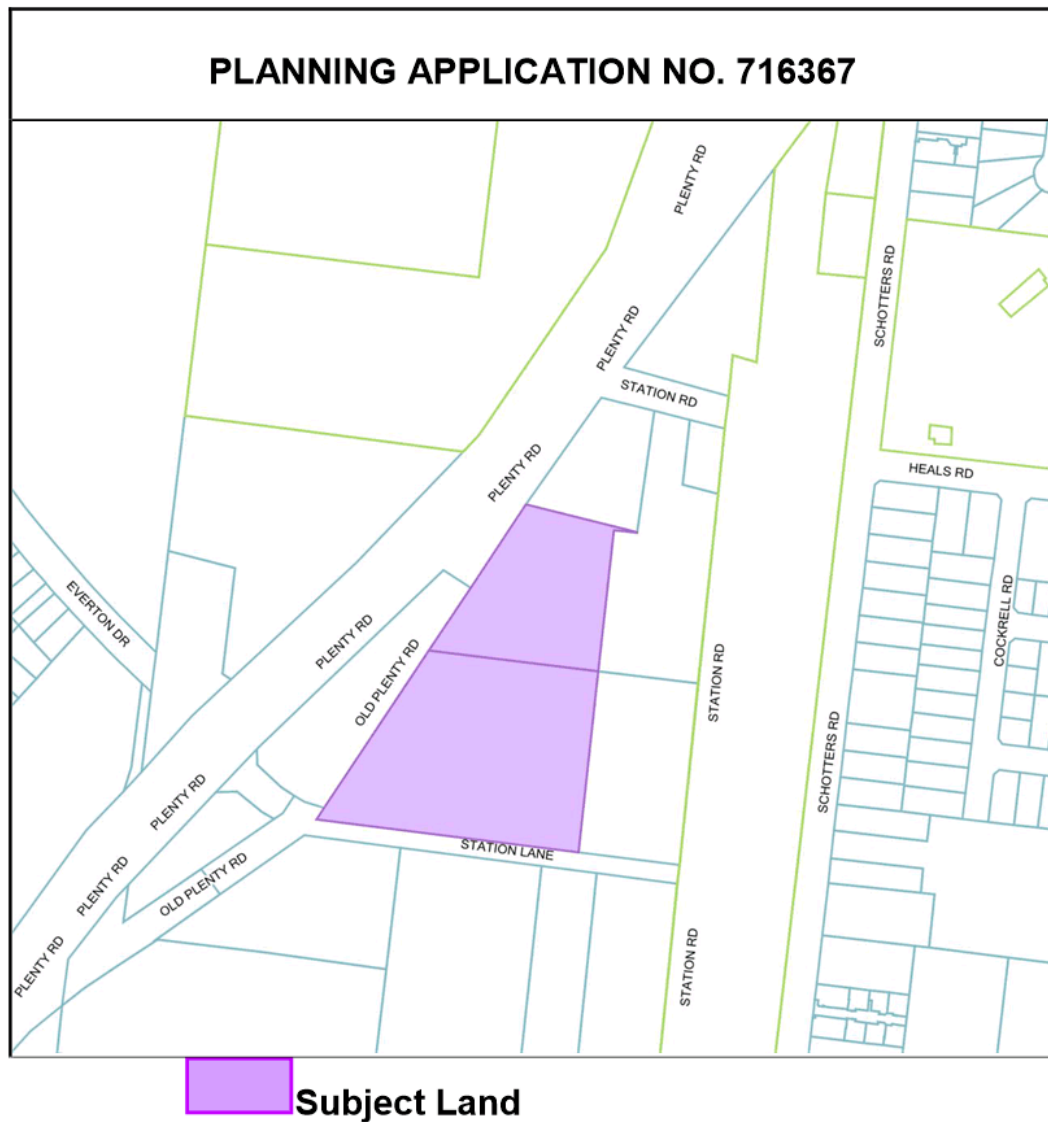 PLANNING APPLICATION NO. 716367
PLENTY RD
SCHOTTERS RD
PLENTY RD
STATION RD
HEALS RD
PLENTY RD
EVERTON DR
COCKRELL RD
PLENTY RD
OLD PLENTY RD
STATION RD
SCHOTTERS RD
PLENTY RD
STATION LANE
PLENTY RD
OLD PLENTY RD
PLENTY RD
STATION RD
Subject Land